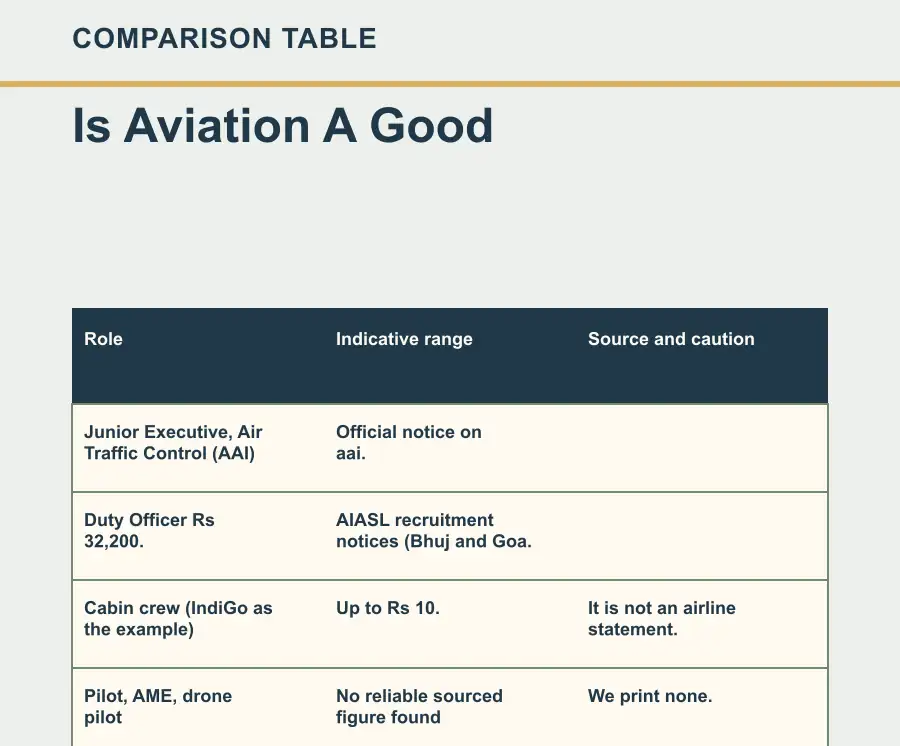 COMPARISON TABLE
Is Aviation A Good
Role Indicative range Source and caution
Junior Executive, Air Official notice on
Traffic Control (AAI) aai.
Duty Officer Rs AIASL recruitment
32,200. notices (Bhuj and Goa.
Cabin crew (IndiGo as Up to Rs 10. It is not an airline
the example) statement.
Pilot, AME, drone No reliable sourced We print none.
pilot figure found